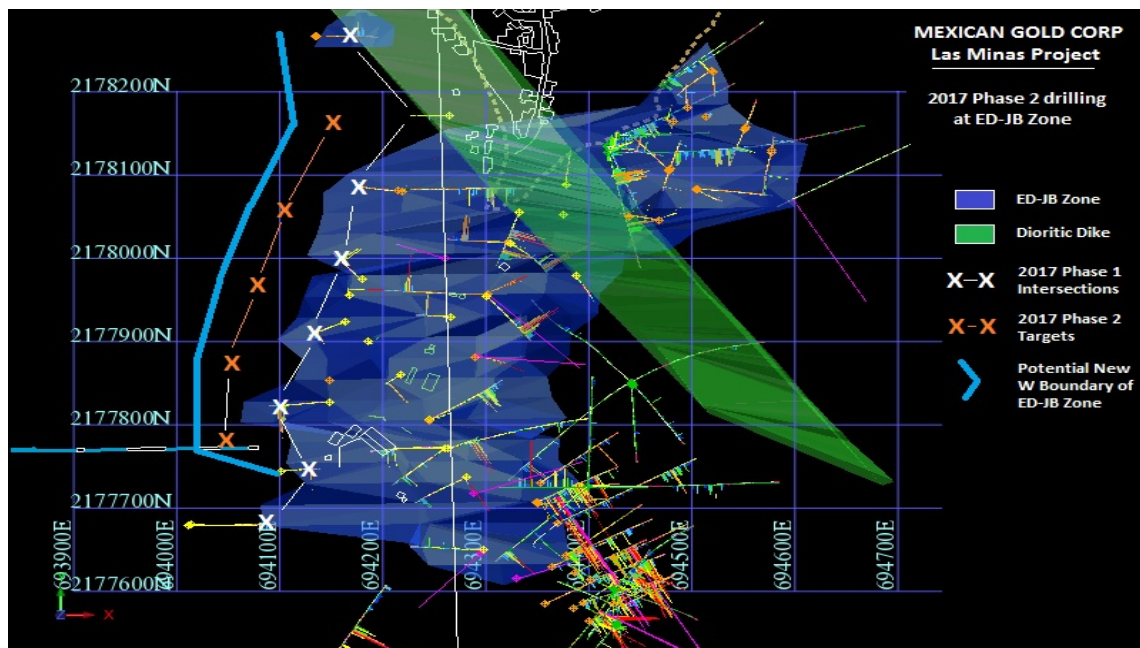 MEXICAN GOLD CORP
Las Minas Project
2017 Phase 2 drilling
at ED-JB Zone
ED-JB Zone
Dioritic Dike
X-X 2017 Phase 1
Intersections
X-X 2017 Phase 2
Targets
Potential New
W Boundary of
ED-JB Zone
2178200N
2178100N
2178000N
2177900N
2177800N
2177700N
2177600N
693900E
694000E
694100E
694200E
694300E
694500E
694600E
694700E
X
X
X
X
X
X
X
X
X
X
X
X
Z
X